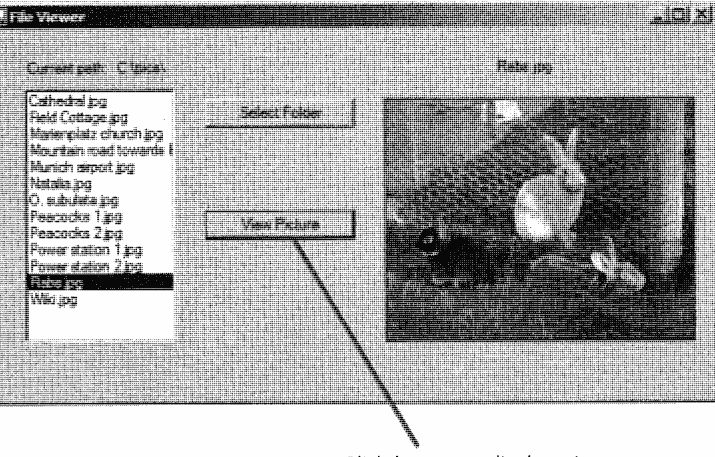 File Viewer
Current path: C:\pics\
Rabs.jpg
Cathedral.jpg
Field Cottage.jpg
Marienplatz church.jpg
Mountain road towards
Munich airport.jpg
Natalia.jpg
O. subulata.jpg
Peacocks 1.jpg
Peacocks 2.jpg
Power station 1.jpg
Power station 2.jpg
Rabs.jpg
Wiki.jpg
Select Folder
View Picture